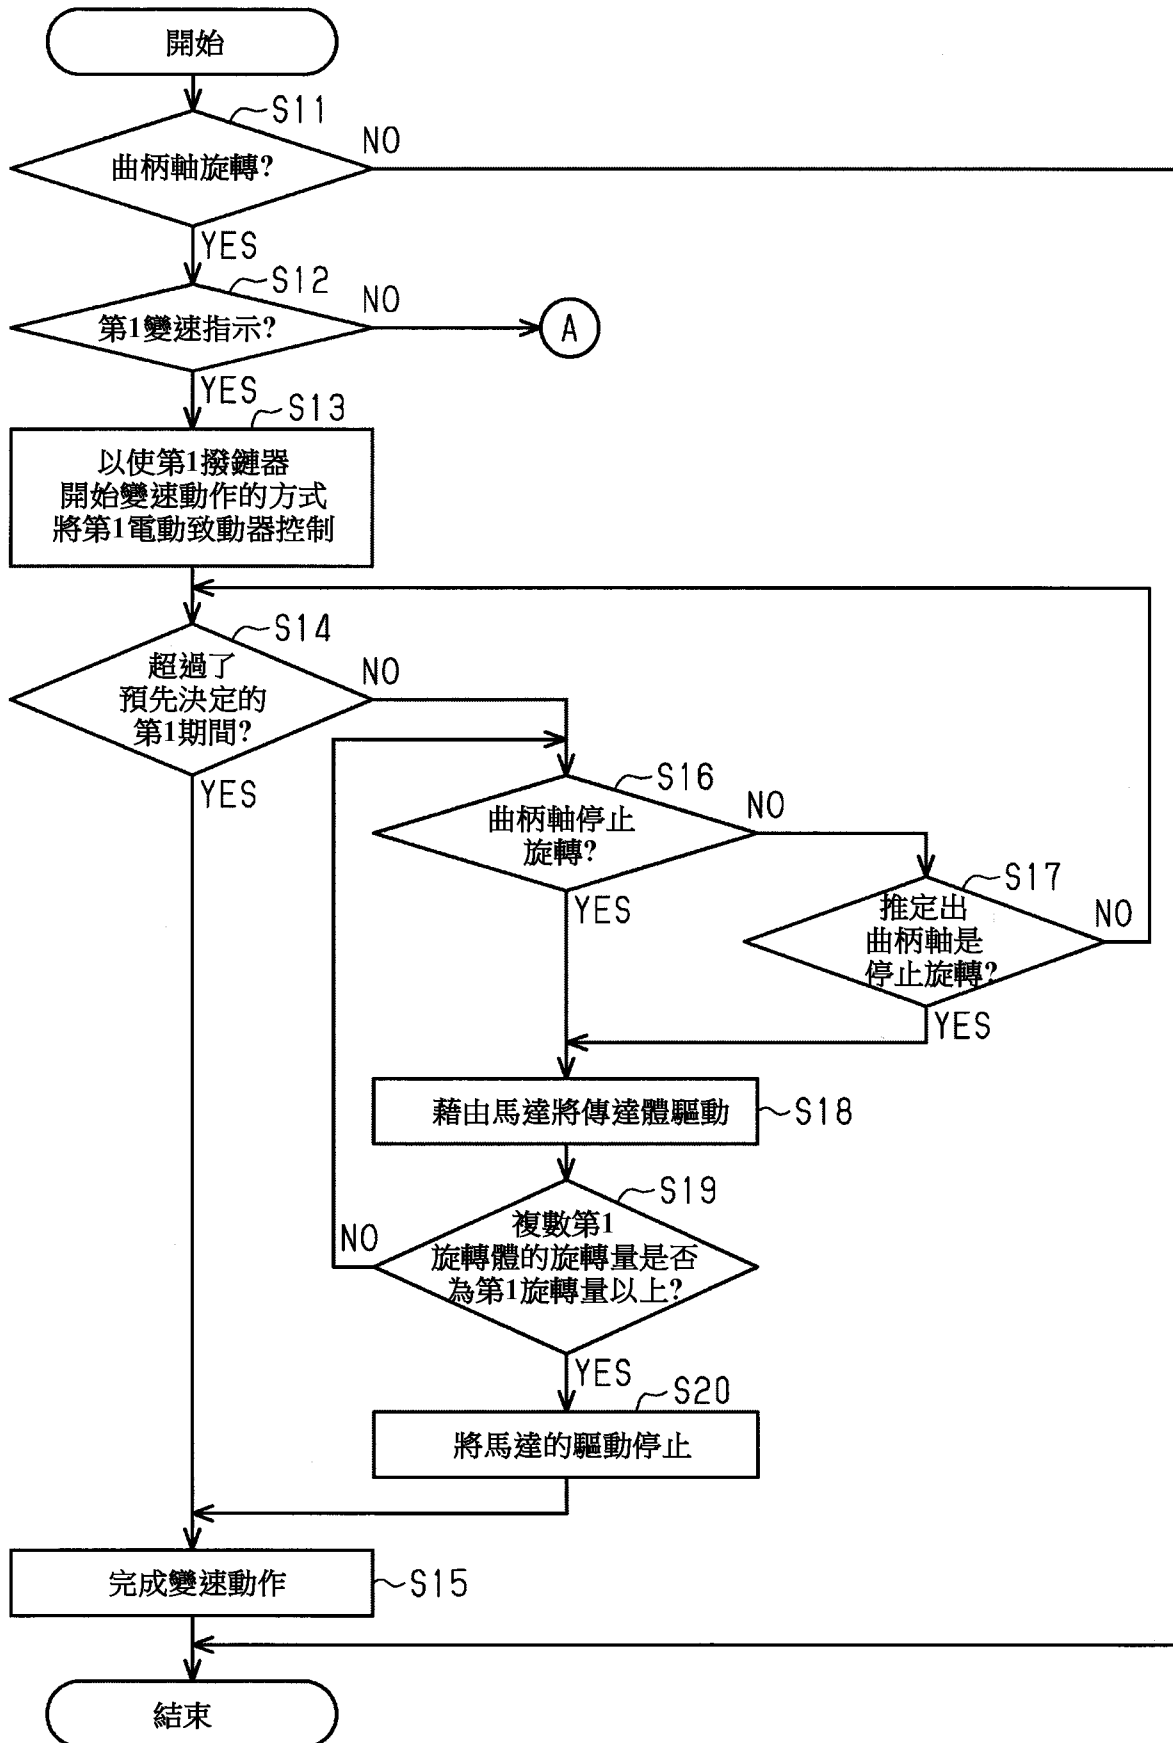 開始
S11
曲柄軸旋轉?
NO
YES
S12
第1變速指示?
NO
A
YES
S13
以使第1撥鏈器
開始變速動作的方式
將第1電動致動器控制
S14
超過了
預先決定的
第1期間?
NO
YES
S16
曲柄軸停止
旋轉?
NO
YES
S17
推定出
曲柄軸是
停止旋轉?
NO
YES
藉由馬達將傳達體驅動
S18
S19
複數第1
旋轉體的旋轉量是否
為第1旋轉量以上?
NO
YES
S20
將馬達的驅動停止
完成變速動作
S15
結束